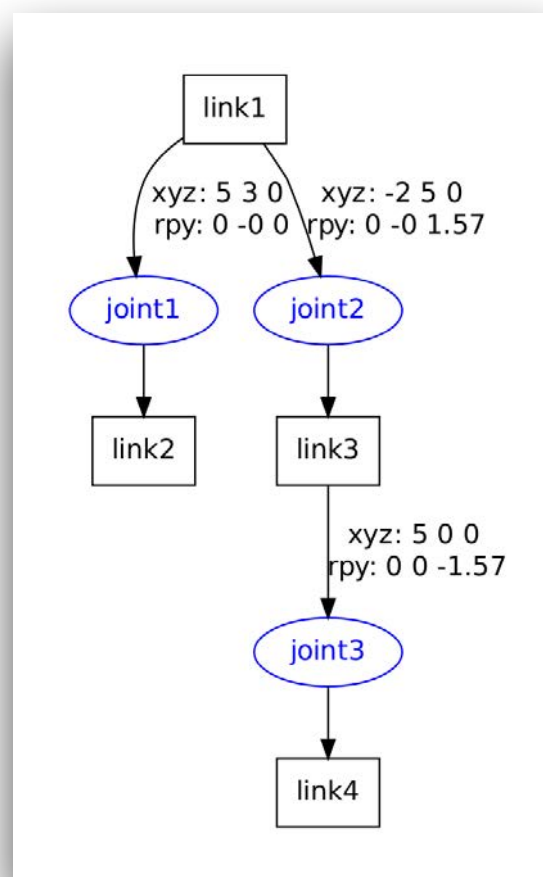 link1
xyz: 5 3 0
rpy: 0 -0 0
xyz: -2 5 0
rpy: 0 -0 1.57
joint1
joint2
link2
link3
xyz: 5 0 0
rpy: 0 0 -1.57
joint3
link4